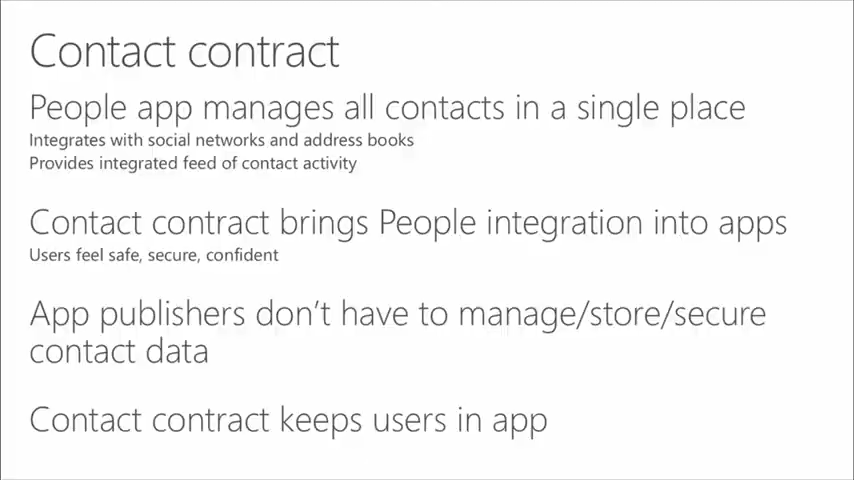 Contact contract
People app manages all contacts in a single place
Integrates with social networks and address books
Provides integrated feed of contact activity
Contact contract brings People integration into apps
Users feel safe, secure, confident
App publishers don't have to manage/store/secure
contact data
Contact contract keeps users in app